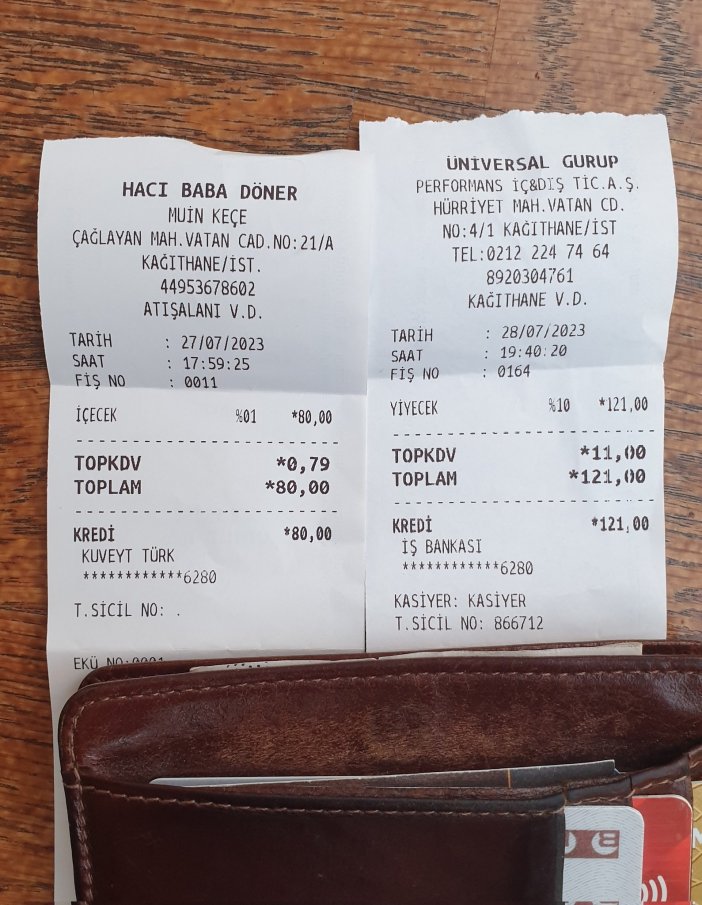 HACI BABA DÖNER
MUİN KEÇE
ÇAĞLAYAN MAH.VATAN CAD.NO:21/A
KAĞITHANE/İST.
44953678602
ATIŞALANI V.D.
TARİH : 27/07/2023
SAAT : 17:59:25
FİŞ NO : 0011
İÇECEK %01 *80,00
TOPKDV *0,79
TOPLAM *80,00
KREDİ *80,00
KUVEYT TÜRK
************6280
T.SİCİL NO: .
EKÜ NO:0001
ÜNİVERSAL GURUP
PERFORMANS İÇ&DIŞ TİC.A.Ş.
HÜRRİYET MAH.VATAN CD.
NO:4/1 KAĞITHANE/İST
TEL:0212 224 74 64
8920304761
KAĞITHANE V.D.
TARİH : 28/07/2023
SAAT : 19:40:20
FİŞ NO : 0164
YİYECEK %10 *121,00
TOPKDV *11,00
TOPLAM *121,00
KREDİ *121,00
İŞ BANKASI
************6280
KASİYER: KASİYER
T.SİCİL NO: 866712